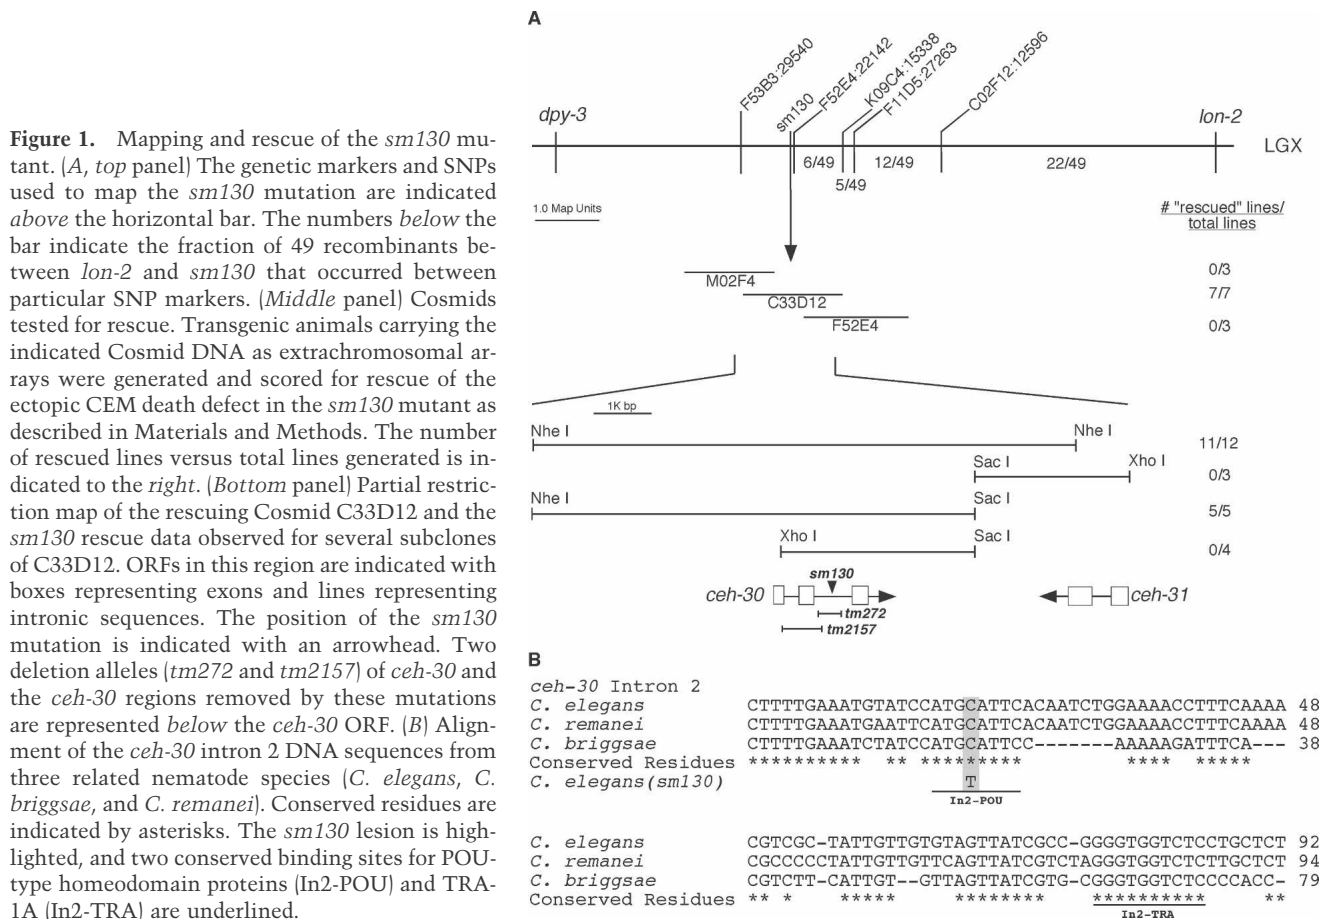 Figure 1. Mapping and rescue of the sm130 mu-
tant. (A, top panel) The genetic markers and SNPs
used to map the sm130 mutation are indicated
above the horizontal bar. The numbers below the
bar indicate the fraction of 49 recombinants be-
tween lon-2 and sm130 that occurred between
particular SNP markers. (Middle panel) Cosmids
tested for rescue. Transgenic animals carrying the
indicated Cosmid DNA as extrachromosomal ar-
rays were generated and scored for rescue of the
ectopic CEM death defect in the sm130 mutant as
described in Materials and Methods. The number
of rescued lines versus total lines generated is in-
dicated to the right. (Bottom panel) Partial restric-
tion map of the rescuing Cosmid C33D12 and the
sm130 rescue data observed for several subclones
of C33D12. ORFs in this region are indicated with
boxes representing exons and lines representing
intronic sequences. The position of the sm130
mutation is indicated with an arrowhead. Two
deletion alleles (tm272 and tm2157) of ceh-30 and
the ceh-30 regions removed by these mutations
are represented below the ceh-30 ORF. (B) Align-
ment of the ceh-30 intron 2 DNA sequences from
three related nematode species (C. elegans, C.
briggsae, and C. remanei). Conserved residues are
indicated by asterisks. The sm130 lesion is high-
lighted, and two conserved binding sites for POU-
type homeodomain proteins (In2-POU) and TRA-
1A (In2-TRA) are underlined.
A
dpy-3
F53B3:29540
sm130
F52E4:22142
K09C4:15338
F11D5:27263
C02F12:12596
lon-2
LGX
6/49
5/49
12/49
22/49
1.0 Map Units
# "rescued" lines/
total lines
M02F4 0/3
C33D12 7/7
F52E4 0/3
1K bp
Nhe I Nhe I 11/12
Sac I Xho I 0/3
Nhe I Sac I 5/5
Xho I Sac I 0/4
sm130
ceh-30 ceh-31
tm272
tm2157
B
ceh-30 Intron 2
C. elegans CTTTTGAAATGTATCCATGCATTCACAATCTGGAAAACCTTTCAAAA 48
C. remanei CTTTTGAAATGAATTCATGCATTCACAATCTGGAAAACCTTTCAAAA 48
C. briggsae CTTTTGAAATCTATCCATGCATTCC-------AAAAAGATTTCA--- 38
Conserved Residues ********** ** ********* **** *****
C. elegans(sm130) T
In2-POU
C. elegans CGTCGC-TATTGTTGTGTAGTTATCGCC-GGGGTGGTCTCCTGCTCT 92
C. remanei CGCCCCCTATTGTTGTTCAGTTATCGTCTAGGGTGGTCTCTTGCTCT 94
C. briggsae CGTCTT-CATTGT--GTTAGTTATCGTG-CGGGTGGTCTCCCCACC- 79
Conserved Residues ** * ***** ******** ********** **
In2-TRA